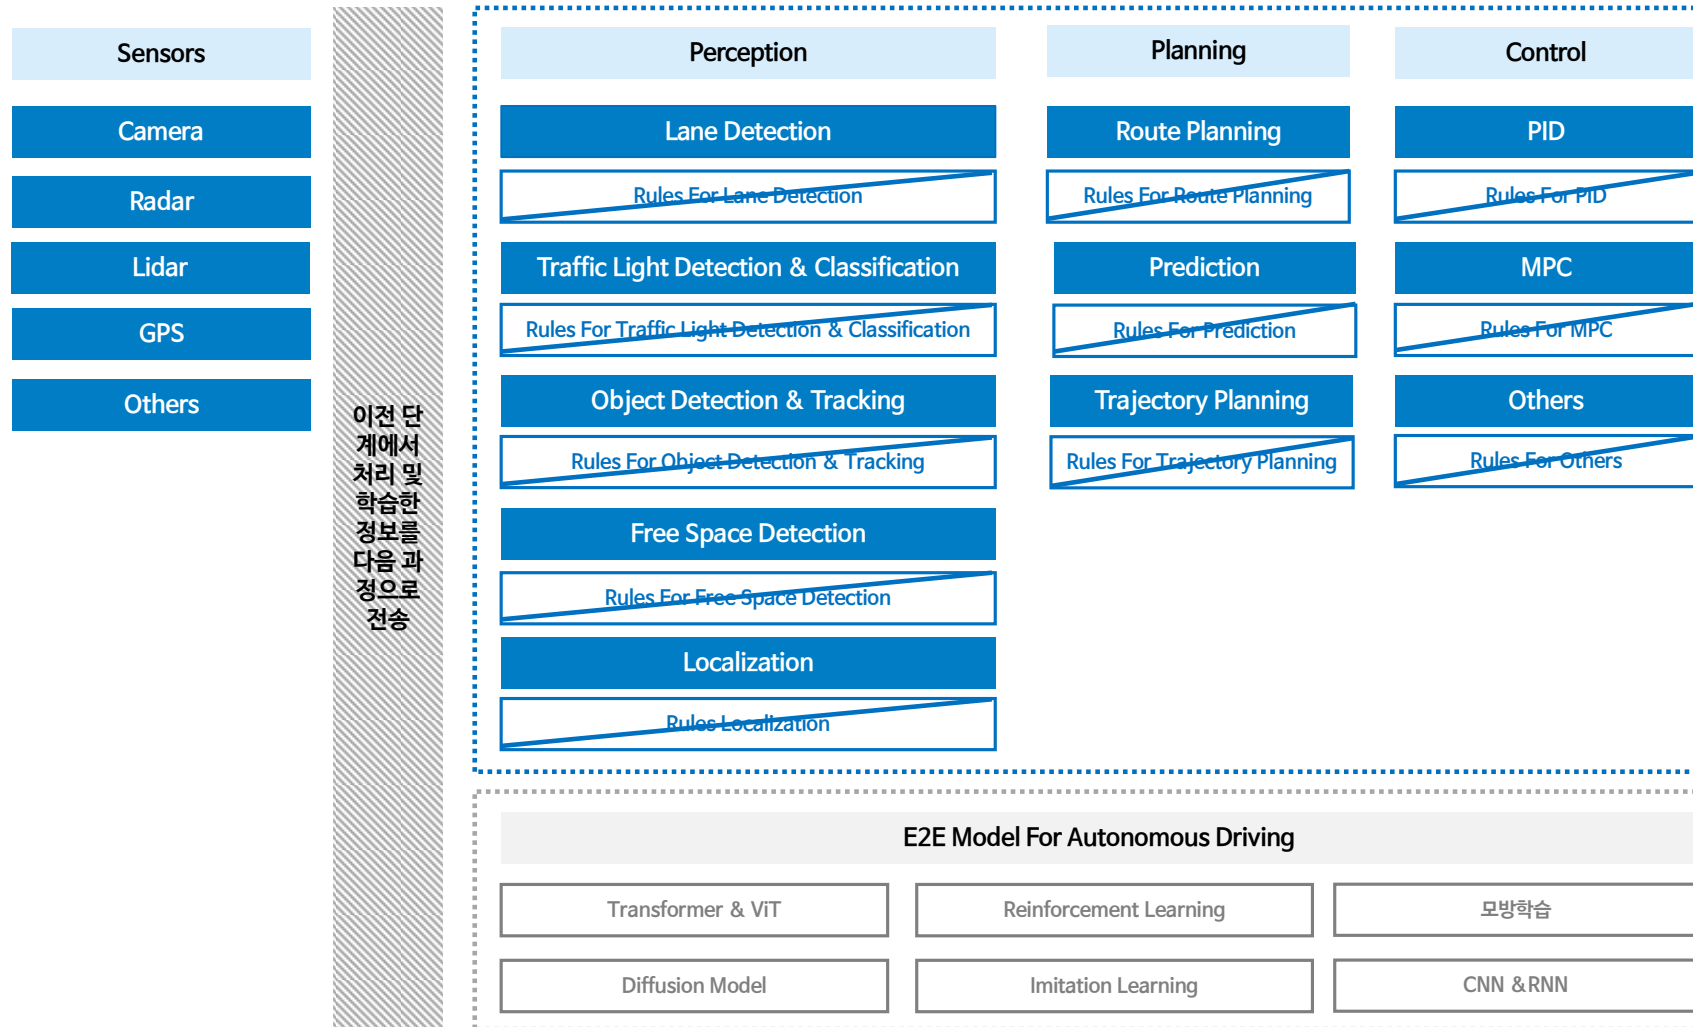 Sensors
Camera
Radar
Lidar
GPS
Others
이전 단
계에서
처리 및
학습한
정보를
다음 과
정으로
전송
Perception
Lane Detection
Rules For Lane Detection
Traffic Light Detection & Classification
Rules For Traffic Light Detection & Classification
Object Detection & Tracking
Rules For Object Detection & Tracking
Free Space Detection
Rules For Free Space Detection
Localization
Rules Localization
Planning
Route Planning
Rules For Route Planning
Prediction
Rules For Prediction
Trajectory Planning
Rules For Trajectory Planning
Control
PID
Rules For PID
MPC
Rules For MPC
Others
Rules For Others
E2E Model For Autonomous Driving
Transformer & ViT
Reinforcement Learning
모방학습
Diffusion Model
Imitation Learning
CNN &RNN